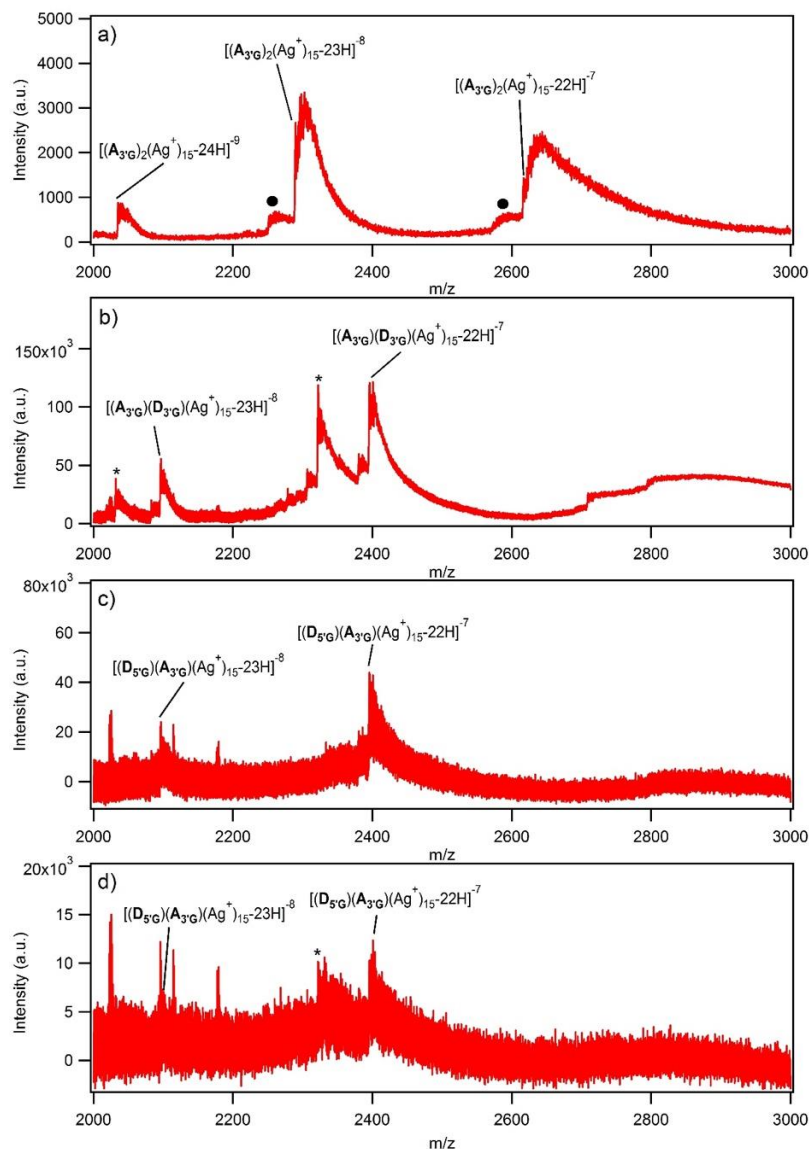 a)
5000
4000
3000
2000
1000
0
Intensity (a.u.)
[(A3'G)2(Ag+)15-24H]-9
[(A3'G)2(Ag+)15-23H]-8
[(A3'G)2(Ag+)15-22H]-7
2000 2200 2400 2600 2800 3000
m/z
b)
150x10³
100
50
0
Intensity (a.u.)
[(A3'G)(D3'G)(Ag+)15-22H]-7
[(A3'G)(D3'G)(Ag+)15-23H]-8
*
*
2000 2200 2400 2600 2800 3000
m/z
c)
80x10³
60
40
20
0
Intensity (a.u.)
[(D5'G)(A3'G)(Ag+)15-22H]-7
[(D5'G)(A3'G)(Ag+)15-23H]-8
2000 2200 2400 2600 2800 3000
m/z
d)
20x10³
15
10
5
0
Intensity (a.u.)
[(D5'G)(A3'G)(Ag+)15-23H]-8
[(D5'G)(A3'G)(Ag+)15-22H]-7
*
2000 2200 2400 2600 2800 3000
m/z